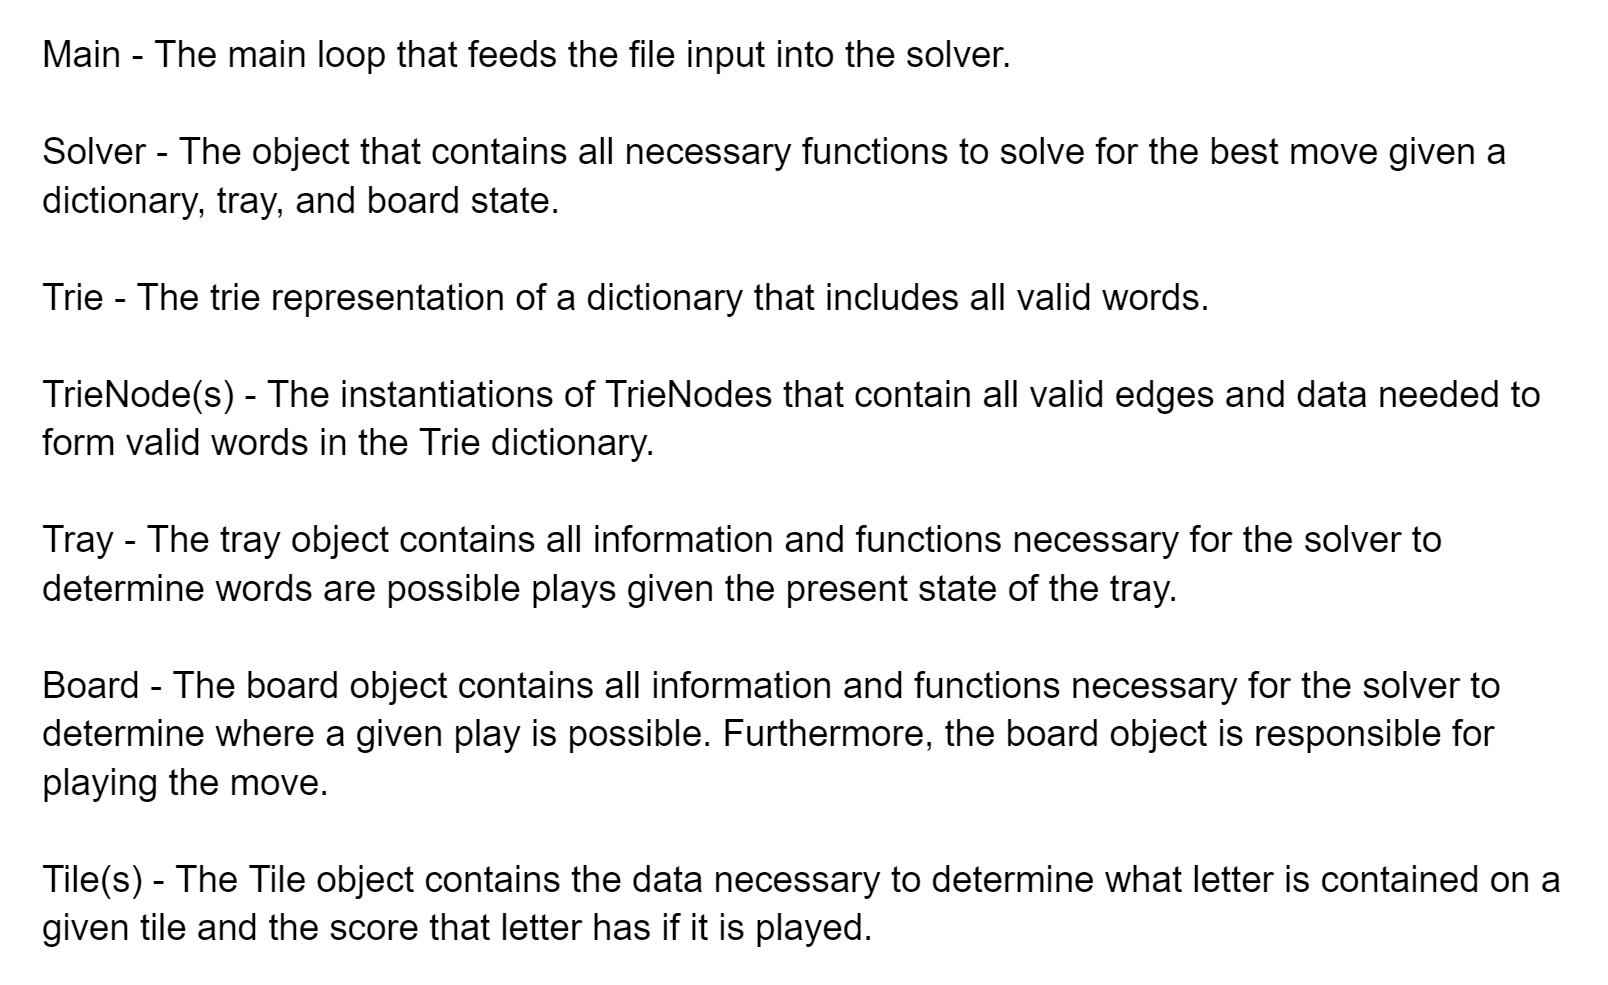 Main - The main loop that feeds the file input into the solver.
Solver - The object that contains all necessary functions to solve for the best move given a
dictionary, tray, and board state.
Trie - The trie representation of a dictionary that includes all valid words.
TrieNode(s) - The instantiations of TrieNodes that contain all valid edges and data needed to
form valid words in the Trie dictionary.
Tray - The tray object contains all information and functions necessary for the solver to
determine words are possible plays given the present state of the tray.
Board - The board object contains all information and functions necessary for the solver to
determine where a given play is possible. Furthermore, the board object is responsible for
playing the move.
Tile(s) - The Tile object contains the data necessary to determine what letter is contained on a
given tile and the score that letter has if it is played.